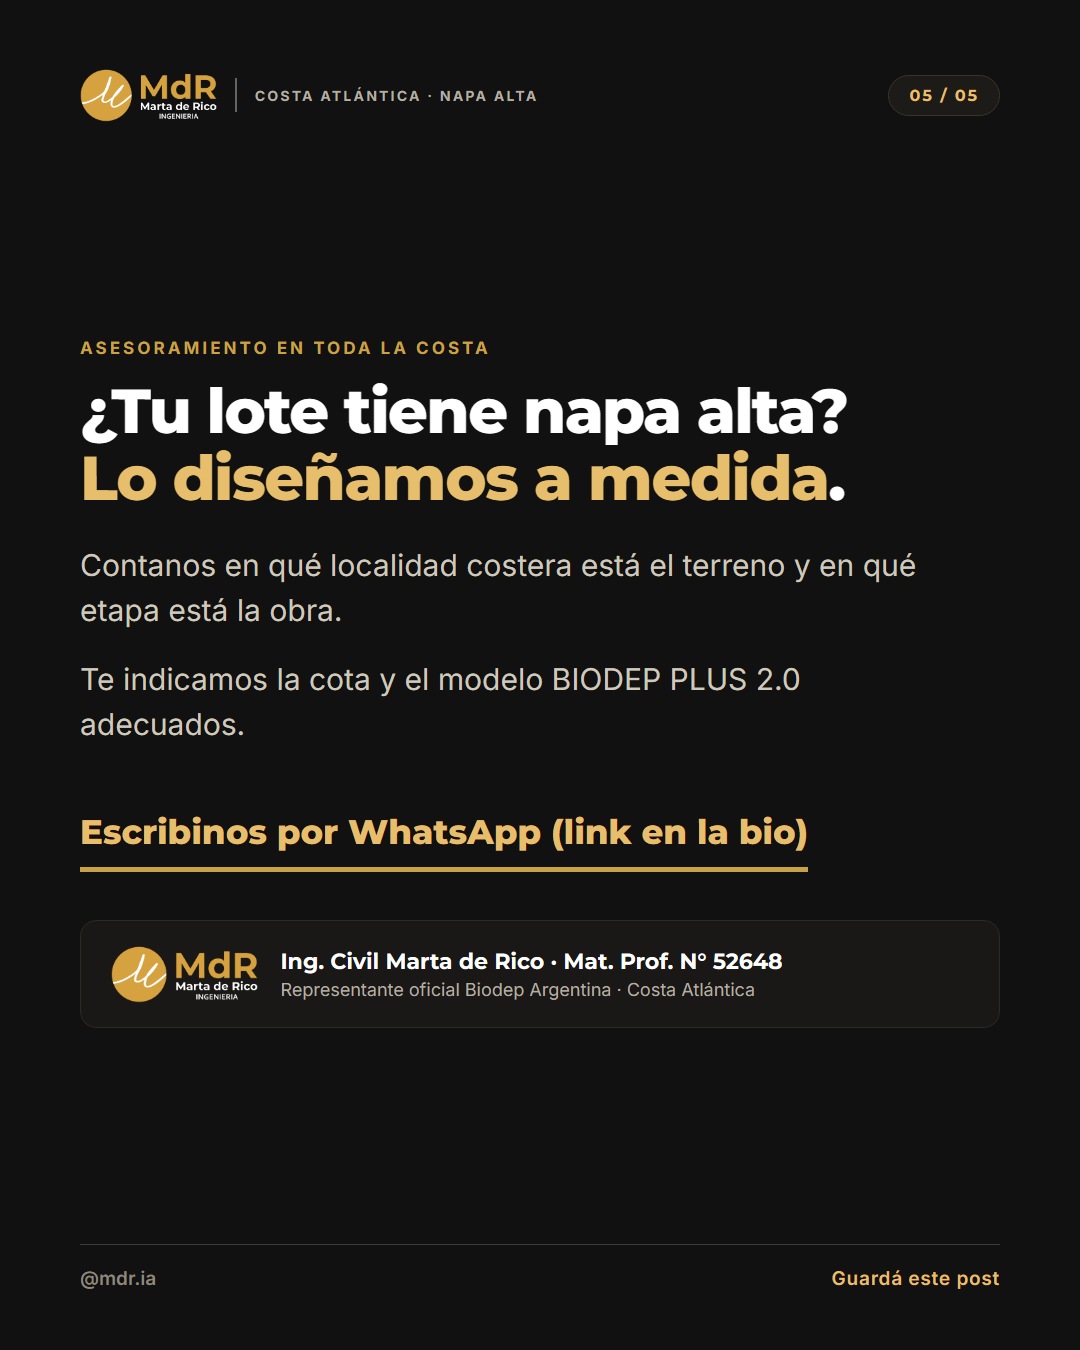 MdR
Marta de Rico
INGENIERIA
COSTA ATLÁNTICA · NAPA ALTA
05 / 05
ASESORAMIENTO EN TODA LA COSTA
¿Tu lote tiene napa alta?
Lo diseñamos a medida.
Contanos en qué localidad costera está el terreno y en qué
etapa está la obra.
Te indicamos la cota y el modelo BIODEP PLUS 2.0
adecuados.
Escribinos por WhatsApp (link en la bio)
MdR
Marta de Rico
INGENIERIA
Ing. Civil Marta de Rico · Mat. Prof. N° 52648
Representante oficial Biodep Argentina · Costa Atlántica
@mdr.ia
Guardá este post